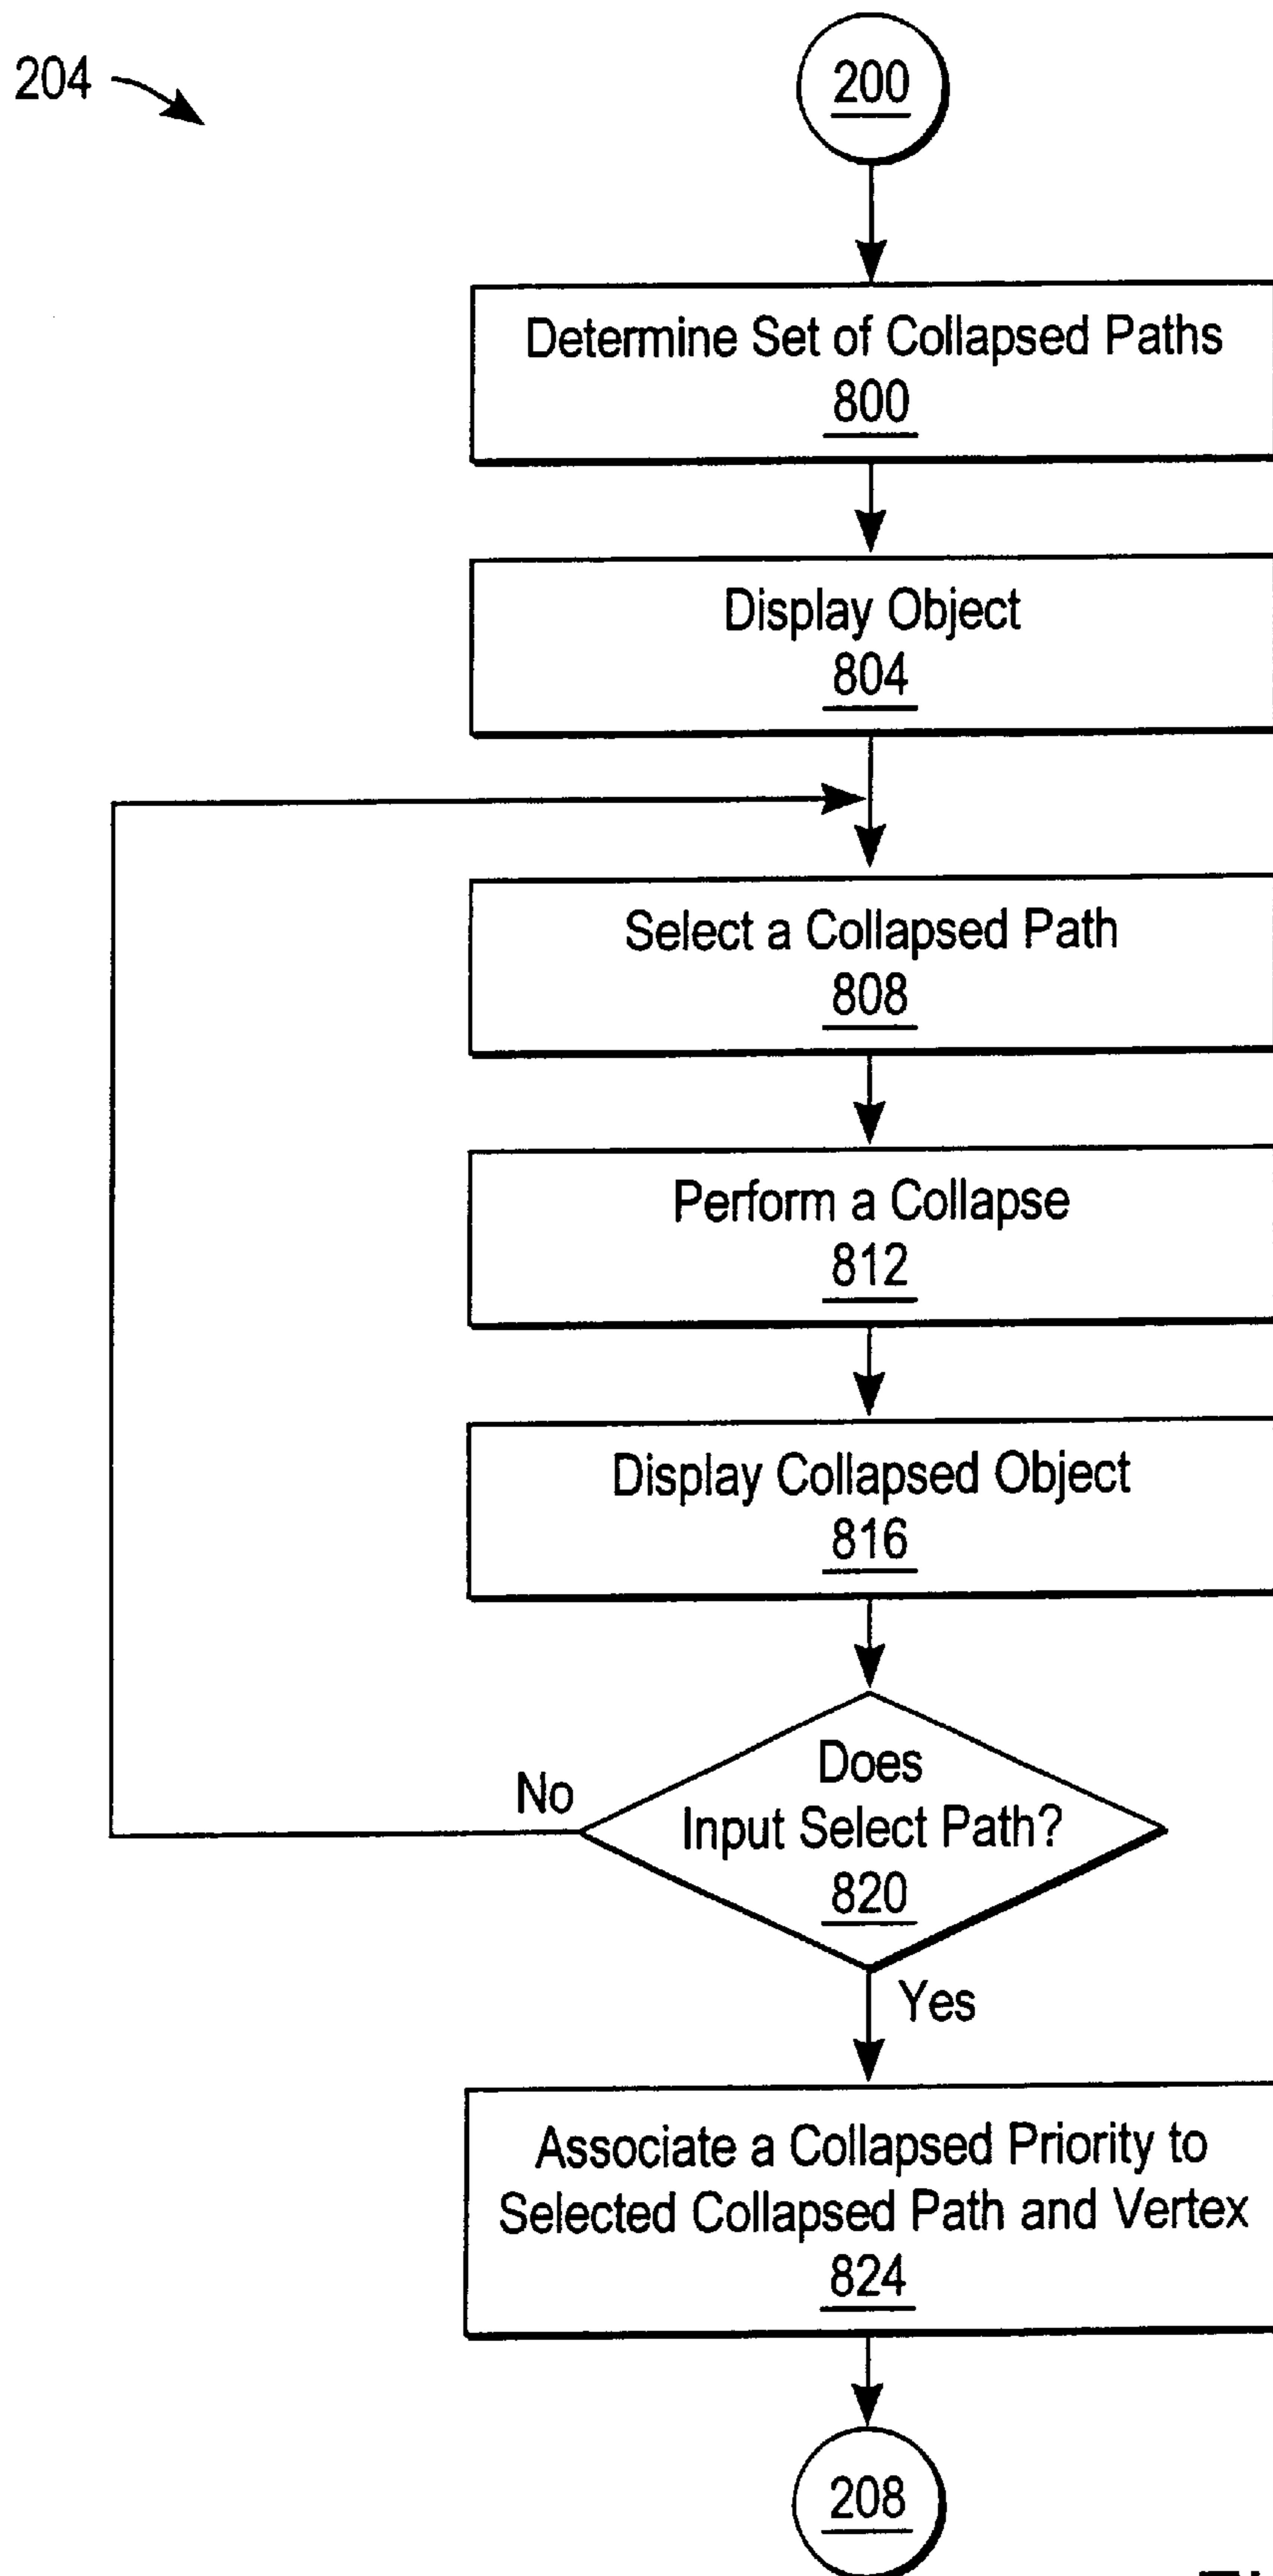 204
200
Determine Set of Collapsed Paths
800
Display Object
804
Select a Collapsed Path
808
Perform a Collapse
812
Display Collapsed Object
816
Does
Input Select Path?
820
No
Yes
Associate a Collapsed Priority to
Selected Collapsed Path and Vertex
824
208